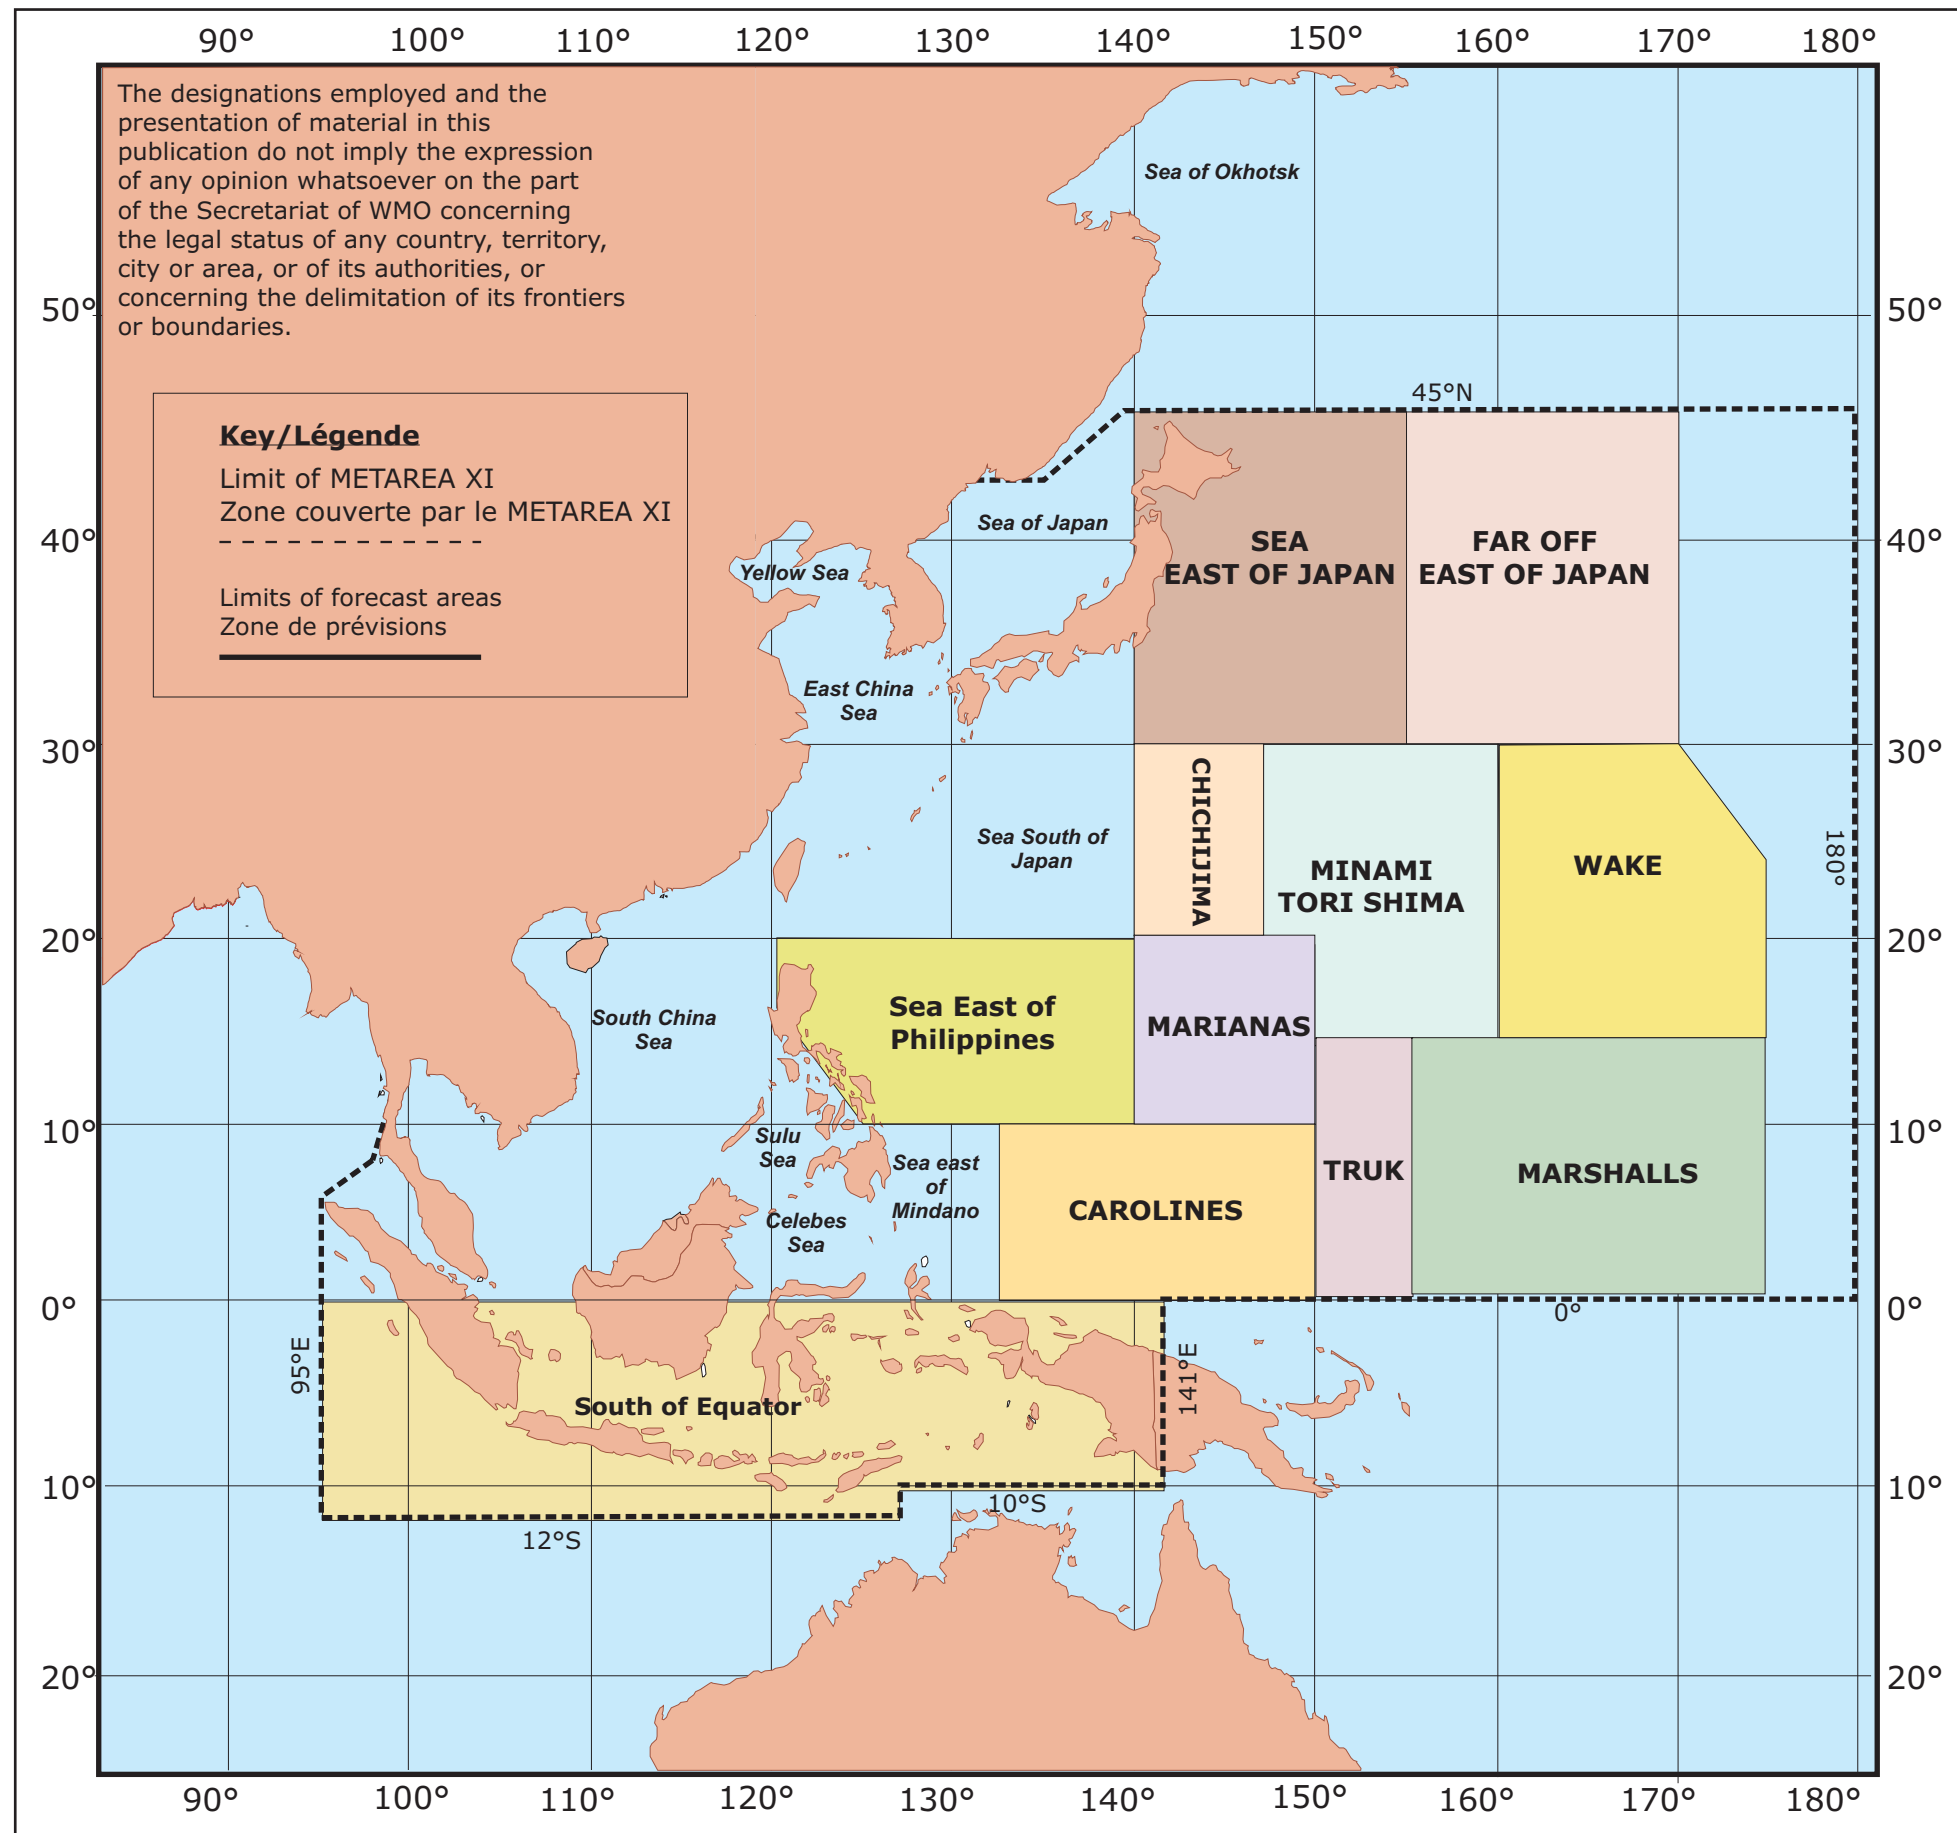 90° 100° 110° 120° 130° 140° 150° 160° 170° 180°
The designations employed and the
presentation of material in this
publication do not imply the expression
of any opinion whatsoever on the part
of the Secretariat of WMO concerning
the legal status of any country, territory,
city or area, or of its authorities, or
concerning the delimitation of its frontiers
or boundaries.
Sea of Okhotsk
50° 50°
Key/Légende
Limit of METAREA XI
Zone couverte par le METAREA XI
Limits of forecast areas
Zone de prévisions
45°N
Sea of Japan
40° 40°
SEA
EAST OF JAPAN
FAR OFF
EAST OF JAPAN
Yellow Sea
East China
Sea
30° 30°
CHICHIJIMA
Sea South of
Japan
MINAMI
TORI SHIMA
WAKE
180°
20° 20°
South China
Sea
Sea East of
Philippines
MARIANAS
10° 10°
Sulu
Sea
Sea east
of
Mindano
Celebes
Sea
CAROLINES
TRUK
MARSHALLS
0° 0°
0°
95°E
141°E
South of Equator
10° 10°
10°S
12°S
20° 20°
90° 100° 110° 120° 130° 140° 150° 160° 170° 180°